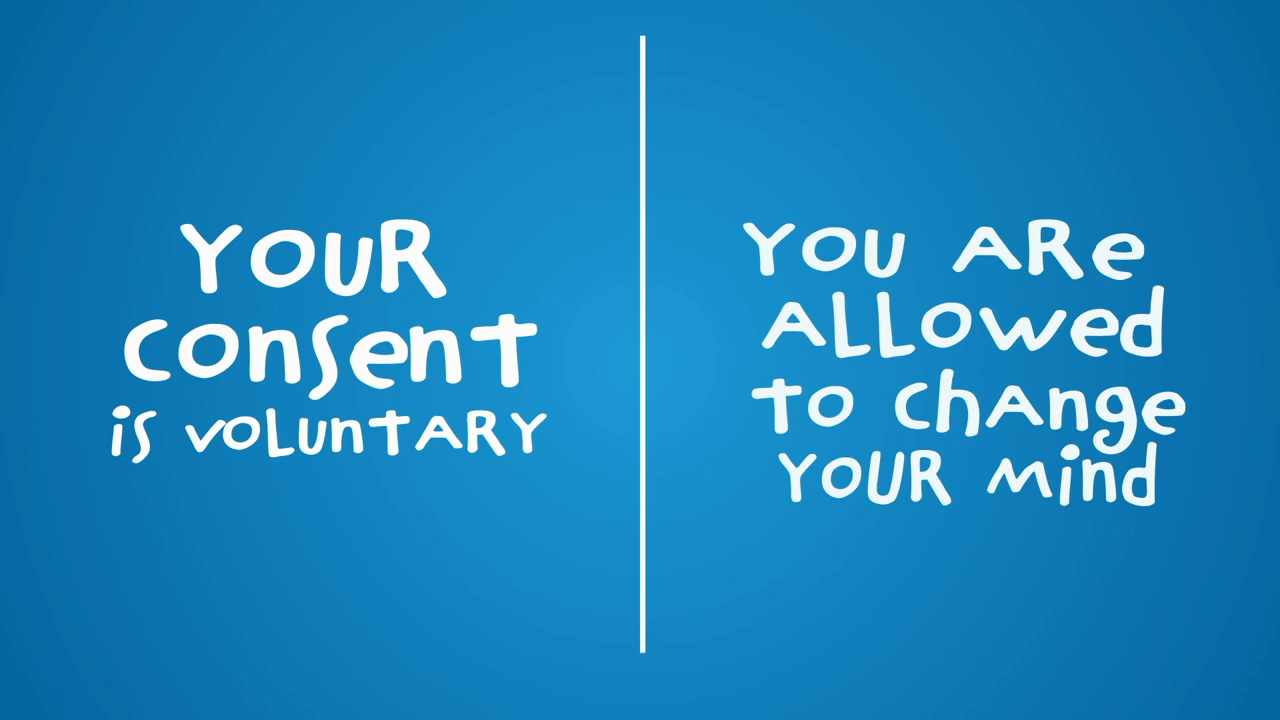 YOUR
consent
is voluntary
YOU ARe
ALLowed
to change
YOUR mind